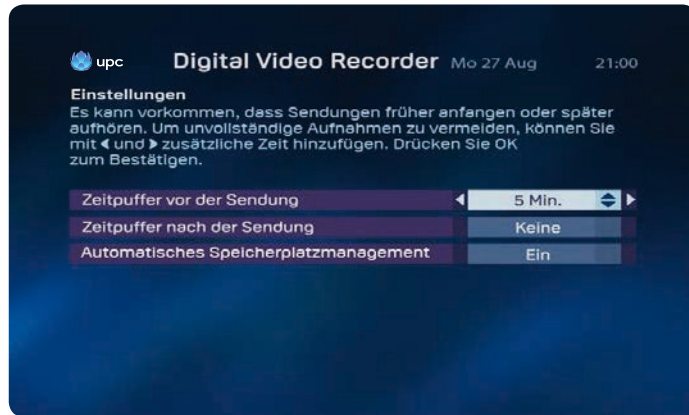 upc Digital Video Recorder Mo 27 Aug 21:00
Einstellungen
Es kann vorkommen, dass Sendungen früher anfangen oder später
aufhören. Um unvollständige Aufnahmen zu vermeiden, können Sie
mit ◀ und ▶ zusätzliche Zeit hinzufügen. Drücken Sie OK
zum Bestätigen.
Zeitpuffer vor der Sendung 5 Min.
Zeitpuffer nach der Sendung Keine
Automatisches Speicherplatzmanagement Ein